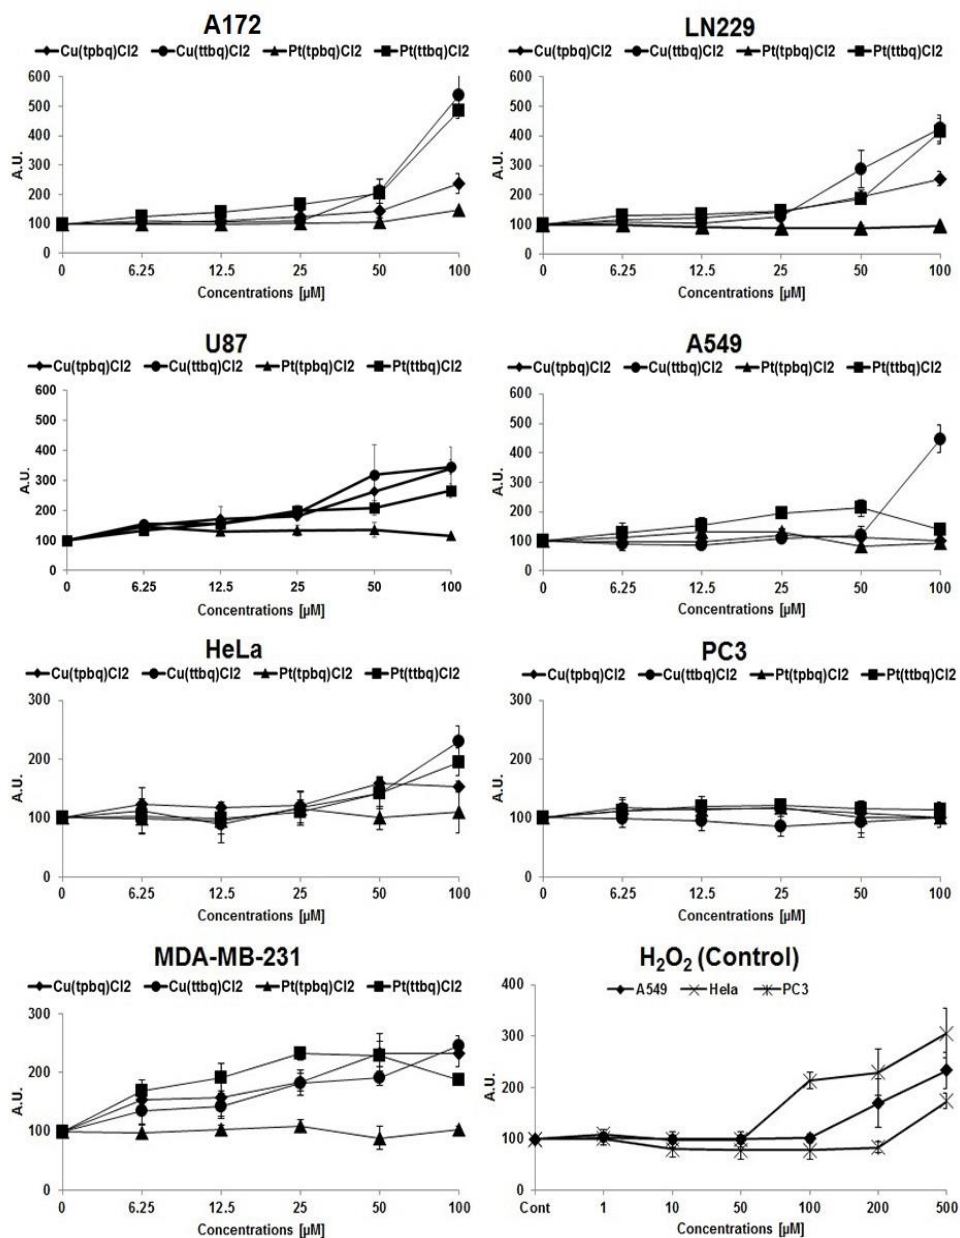 A172
Cu(tpbq)Cl2 Cu(ttbq)Cl2 Pt(tpbq)Cl2 Pt(ttbq)Cl2
600
500
400
300
200
100
0
A.U.
0 6.25 12.5 25 50 100
Concentrations [µM]
LN229
Cu(tpbq)Cl2 Cu(ttbq)Cl2 Pt(tpbq)Cl2 Pt(ttbq)Cl2
600
500
400
300
200
100
0
A.U.
0 6.25 12.5 25 50 100
Concentrations [µM]
U87
Cu(tpbq)Cl2 Cu(ttbq)Cl2 Pt(tpbq)Cl2 Pt(ttbq)Cl2
600
500
400
300
200
100
0
A.U.
0 6.25 12.5 25 50 100
Concentrations [µM]
A549
Cu(tpbq)Cl2 Cu(ttbq)Cl2 Pt(tpbq)Cl2 Pt(ttbq)Cl2
600
500
400
300
200
100
0
A.U.
0 6.25 12.5 25 50 100
Concentrations [µM]
HeLa
Cu(tpbq)Cl2 Cu(ttbq)Cl2 Pt(tpbq)Cl2 Pt(ttbq)Cl2
300
200
100
0
A.U.
0 6.25 12.5 25 50 100
Concentrations [µM]
PC3
Cu(tpbq)Cl2 Cu(ttbq)Cl2 Pt(tpbq)Cl2 Pt(ttbq)Cl2
300
200
100
0
A.U.
0 6.25 12.5 25 50 100
Concentrations [µM]
MDA-MB-231
Cu(tpbq)Cl2 Cu(ttbq)Cl2 Pt(tpbq)Cl2 Pt(ttbq)Cl2
300
200
100
0
A.U.
0 6.25 12.5 25 50 100
Concentrations [µM]
H₂O₂ (Control)
A549 Hela PC3
400
300
200
100
0
A.U.
Cont 1 10 50 100 200 500
Concentrations [µM]